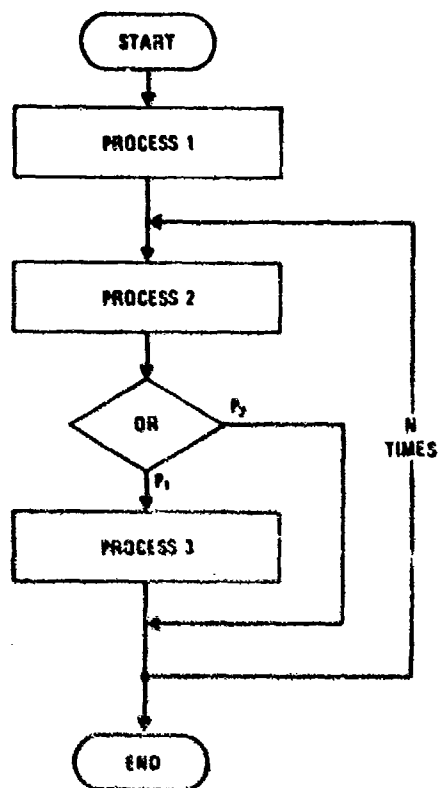 START
PROCESS 1
PROCESS 2
OR
P₂
P₁
N
TIMES
PROCESS 3
END